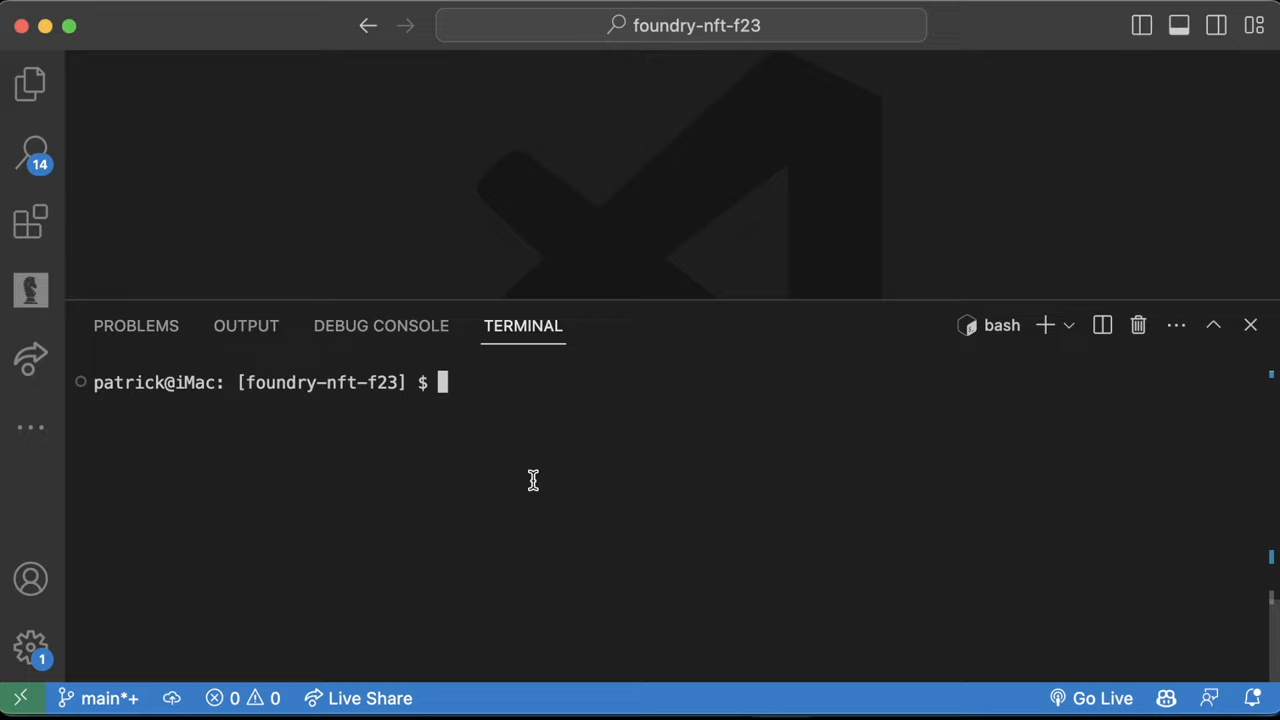 foundry-nft-f23
14
PROBLEMS OUTPUT DEBUG CONSOLE TERMINAL bash
patrick@iMac: [foundry-nft-f23] $
1
main*+ 0 0 Live Share Go Live